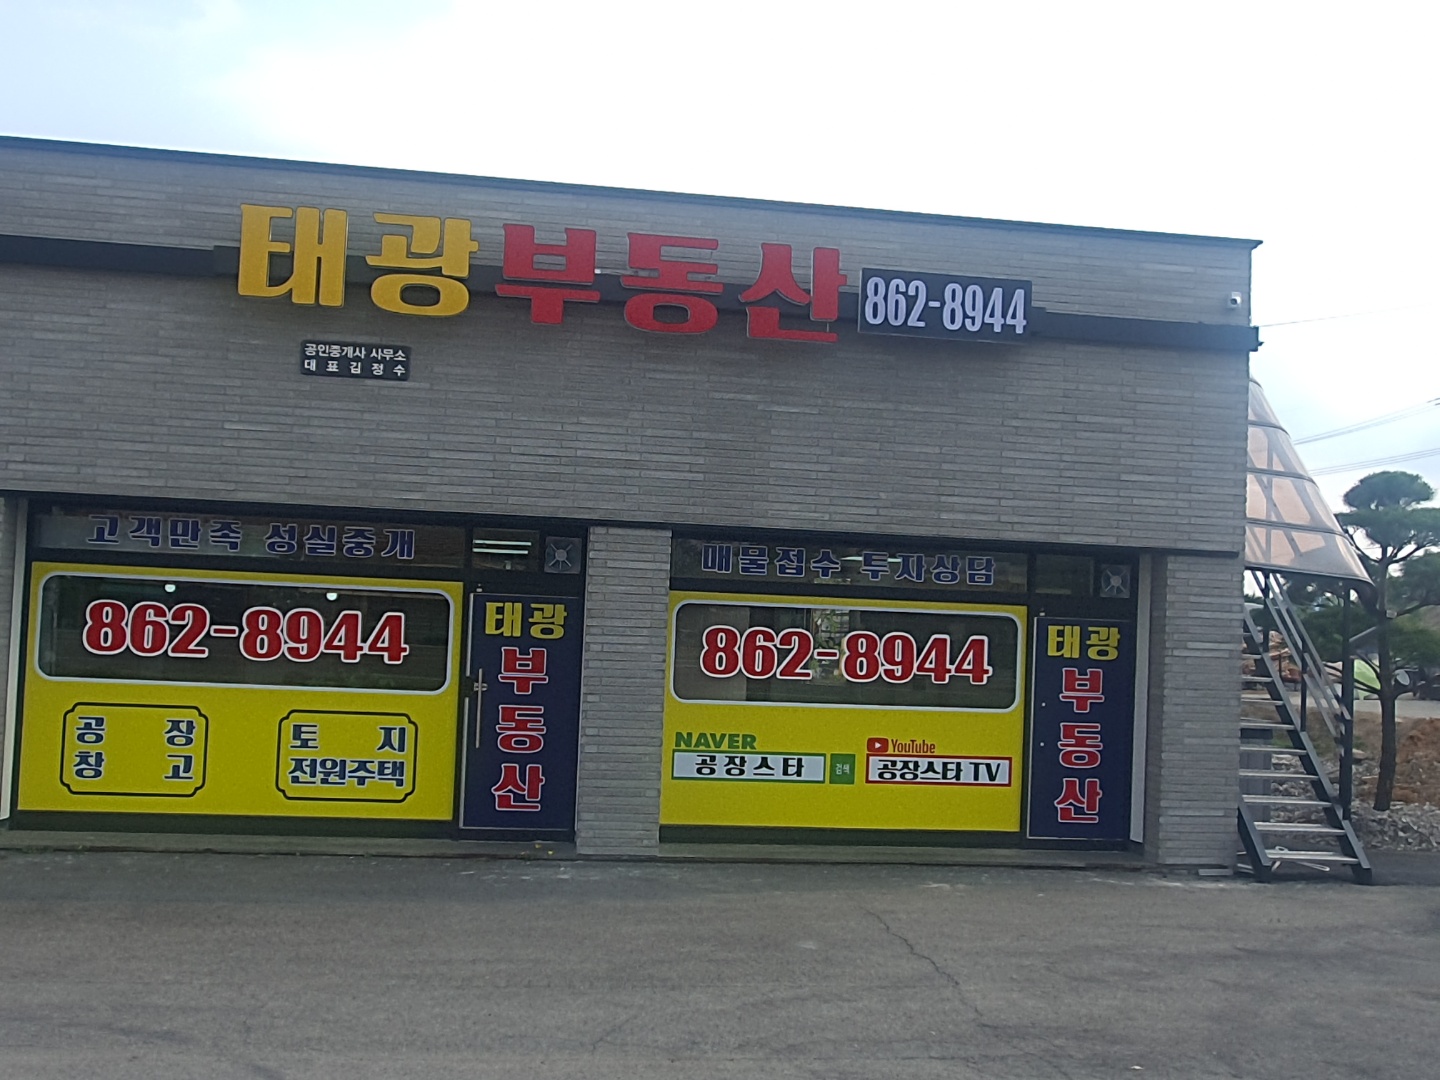 태광부동산 862-8944
공인중개사 사무소
대표 김정수
고객만족 성실중개
862-8944
공장
창고
토지
전원주택
태광
부
동
산
매물접수 투자상담
862-8944
NAVER
공장스타 검색
YouTube
공장스타 TV
태광
부
동
산